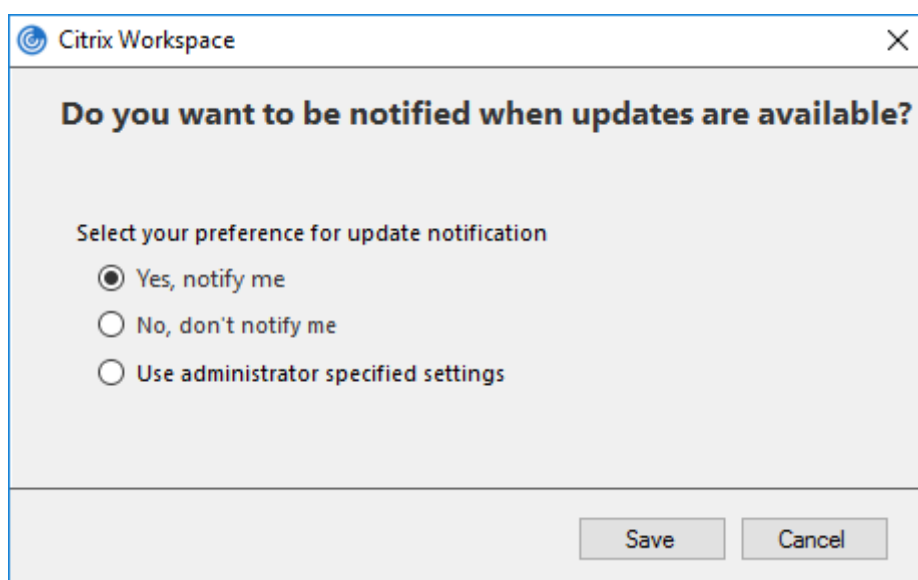 Citrix Workspace
Do you want to be notified when updates are available?
Select your preference for update notification
Yes, notify me
No, don't notify me
Use administrator specified settings
Save Cancel